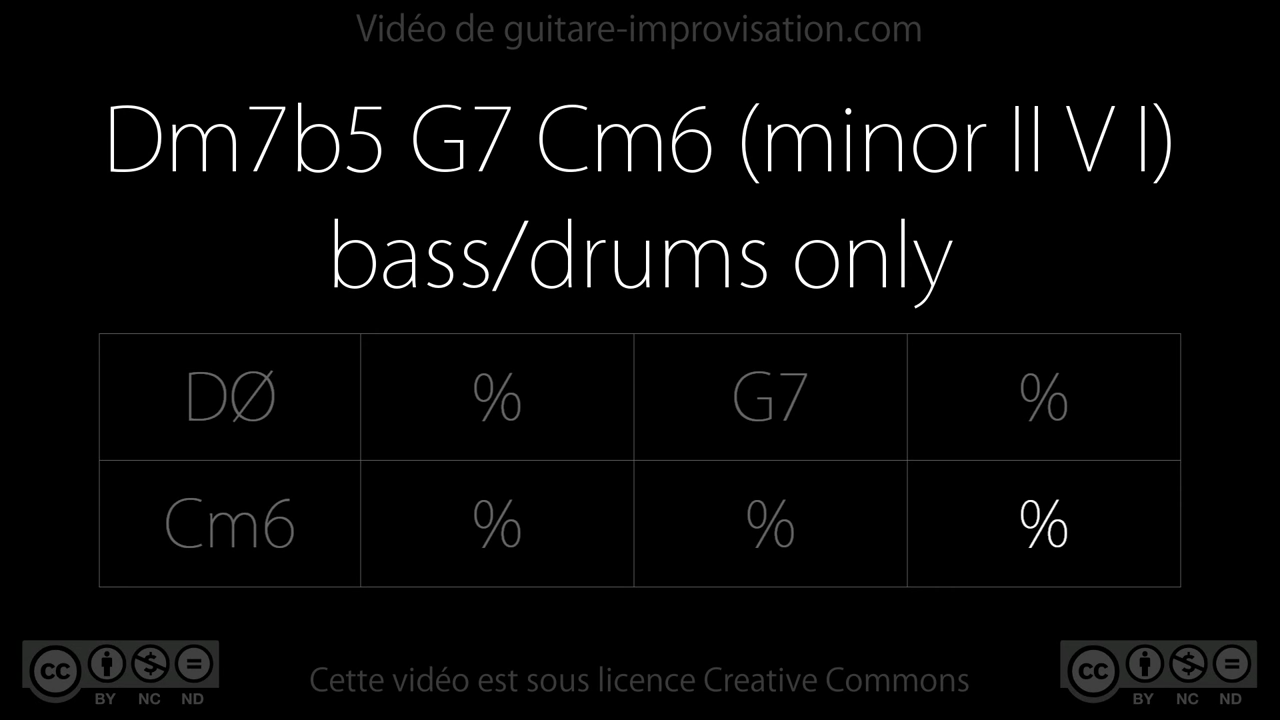 Vidéo de guitare-improvisation.com
Dm7b5 G7 Cm6 (minor II V I)
bass/drums only
DØ % G7 %
Cm6 % % %
cc BY NC ND
Cette vidéo est sous licence Creative Commons
cc BY NC ND